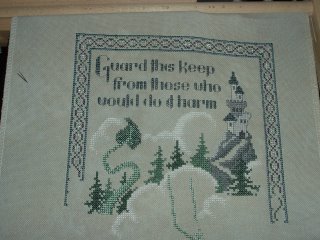 Guard this keep
from those who
would do it harm